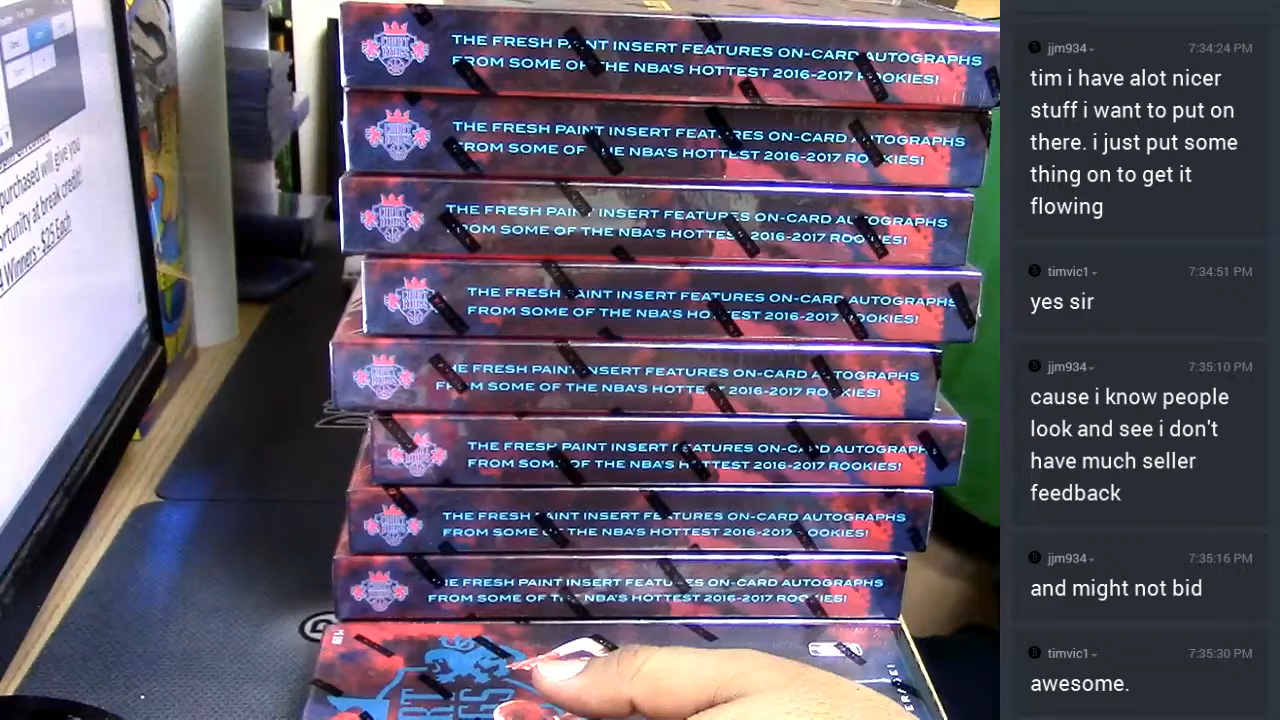 purchased will give you
ortunity at break credit!
Winners - $25 Each
COURT KINGS
THE FRESH PAINT INSERT FEATURES ON-CARD AUTOGRAPHS
FROM SOME OF THE NBA'S HOTTEST 2016-2017 ROOKIES!
THE FRESH PAINT INSERT FEATURES ON-CARD AUTOGRAPHS
FROM SOME OF THE NBA'S HOTTEST 2016-2017 ROOKIES!
THE FRESH PAINT INSERT FEATURES ON-CARD AUTOGRAPHS
FROM SOME OF THE NBA'S HOTTEST 2016-2017 ROOKIES!
THE FRESH PAINT INSERT FEATURES ON-CARD AUTOGRAPHS
FROM SOME OF THE NBA'S HOTTEST 2016-2017 ROOKIES!
THE FRESH PAINT INSERT FEATURES ON-CARD AUTOGRAPHS
FROM SOME OF THE NBA'S HOTTEST 2016-2017 ROOKIES!
THE FRESH PAINT INSERT FEATURES ON-CARD AUTOGRAPHS
FROM SOME OF THE NBA'S HOTTEST 2016-2017 ROOKIES!
THE FRESH PAINT INSERT FEATURES ON-CARD AUTOGRAPHS
FROM SOME OF THE NBA'S HOTTEST 2016-2017 ROOKIES!
THE FRESH PAINT INSERT FEATURES ON-CARD AUTOGRAPHS
FROM SOME OF THE NBA'S HOTTEST 2016-2017 ROOKIES!
jjm934 7:34:24 PM
tim i have alot nicer
stuff i want to put on
there. i just put some
thing on to get it
flowing
timvic1 7:34:51 PM
yes sir
jjm934 7:35:10 PM
cause i know people
look and see i don't
have much seller
feedback
jjm934 7:35:16 PM
and might not bid
timvic1 7:35:30 PM
awesome.